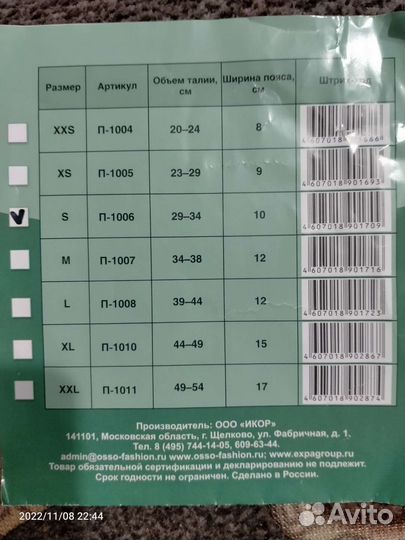 Размер Артикул Объем талии, см Ширина пояса, см Штрих-код
XXS П-1004 20–24 8
XS П-1005 23–29 9 4607018901693
S П-1006 29–34 10 4607018901709
M П-1007 34–38 12 4607018901716
L П-1008 39–44 12 4607018901723
XL П-1010 44–49 15 4607018902867
XXL П-1011 49–54 17 4607018902874
Производитель: ООО «ИКОР»
141101, Московская область, г. Щелково, ул. Фабричная, д. 1.
Тел. 8 (495) 744-14-05, 609-63-44.
admin@osso-fashion.ru www.osso-fashion.ru www.expagroup.ru
Товар обязательной сертификации и декларированию не подлежит.
Срок годности не ограничен. Сделано в России.
2022/11/08 22:44
Avito